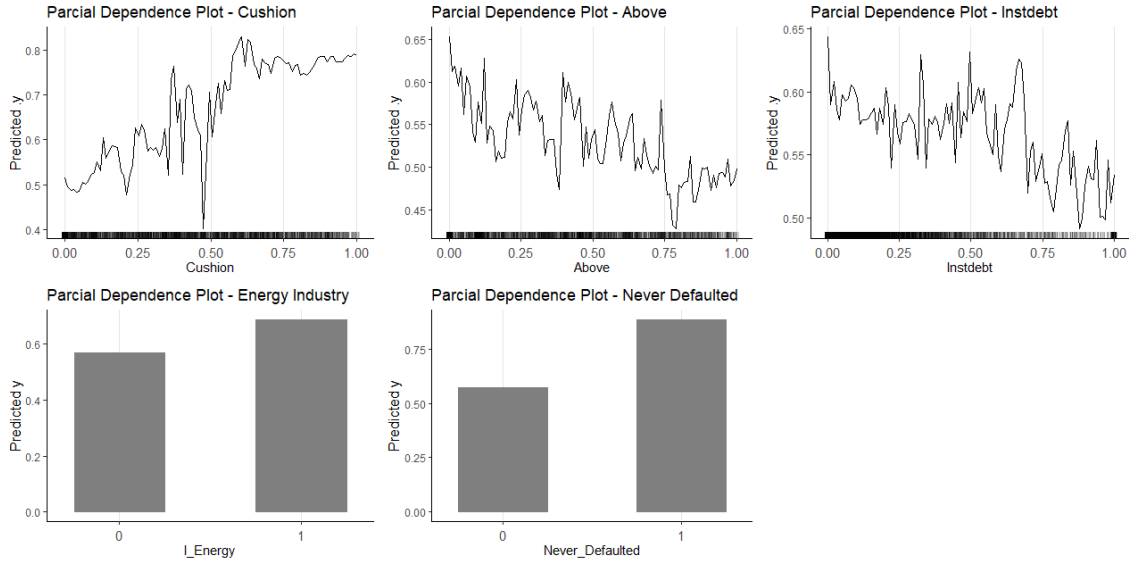 Parcial Dependence Plot - Cushion
Predicted .y
0.8
0.7
0.6
0.5
0.4
0.00 0.25 0.50 0.75 1.00
Cushion
Parcial Dependence Plot - Above
Predicted .y
0.65
0.60
0.55
0.50
0.45
0.00 0.25 0.50 0.75 1.00
Above
Parcial Dependence Plot - Instdebt
Predicted .y
0.65
0.60
0.55
0.50
0.00 0.25 0.50 0.75 1.00
Instdebt
Parcial Dependence Plot - Energy Industry
Predicted y
0.6
0.4
0.2
0.0
0 1
I_Energy
Parcial Dependence Plot - Never Defaulted
Predicted y
0.75
0.50
0.25
0.00
0 1
Never_Defaulted